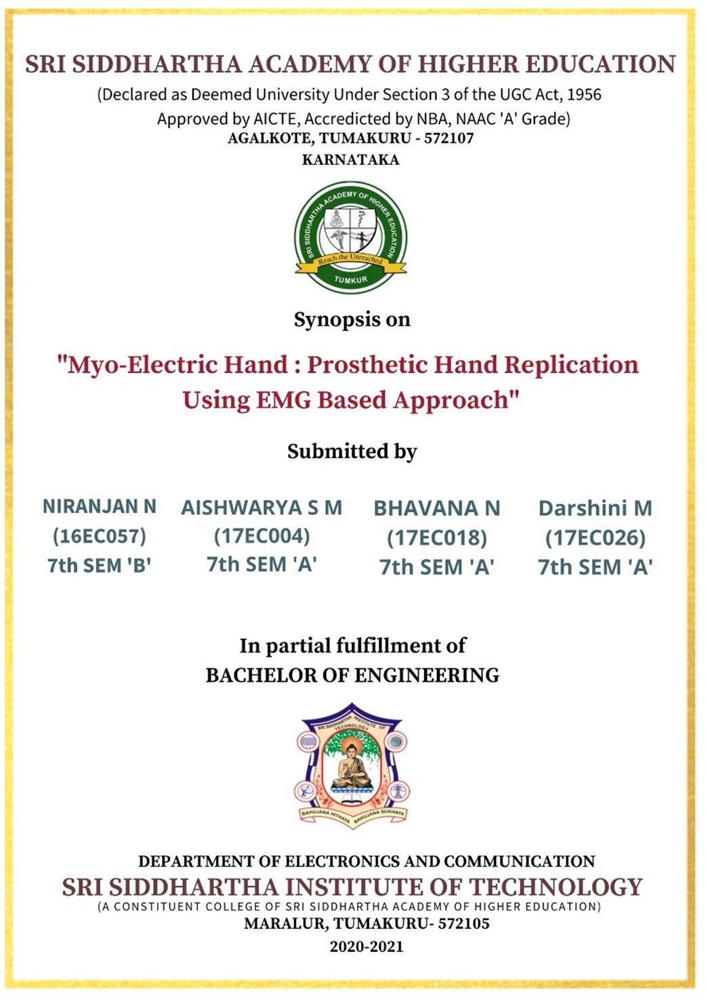 SRI SIDDHARTHA ACADEMY OF HIGHER EDUCATION
(Declared as Deemed University Under Section 3 of the UGC Act, 1956
Approved by AICTE, Accredicted by NBA, NAAC 'A' Grade)
AGALKOTE, TUMAKURU - 572107
KARNATAKA
SRI SIDDHARTHA ACADEMY OF HIGHER EDUCATION
Reach the Unreached
TUMKUR
Synopsis on
"Myo-Electric Hand : Prosthetic Hand Replication
Using EMG Based Approach"
Submitted by
NIRANJAN N AISHWARYA S M BHAVANA N Darshini M
(16EC057) (17EC004) (17EC018) (17EC026)
7th SEM 'B' 7th SEM 'A' 7th SEM 'A' 7th SEM 'A'
In partial fulfillment of
BACHELOR OF ENGINEERING
SRI SIDDHARTHA INSTITUTE OF
TECHNOLOGY
BAHUJANA HITHAYA BAHUJANA SUKHAYA
DEPARTMENT OF ELECTRONICS AND COMMUNICATION
SRI SIDDHARTHA INSTITUTE OF TECHNOLOGY
(A CONSTITUENT COLLEGE OF SRI SIDDHARTHA ACADEMY OF HIGHER EDUCATION)
MARALUR, TUMAKURU- 572105
2020-2021